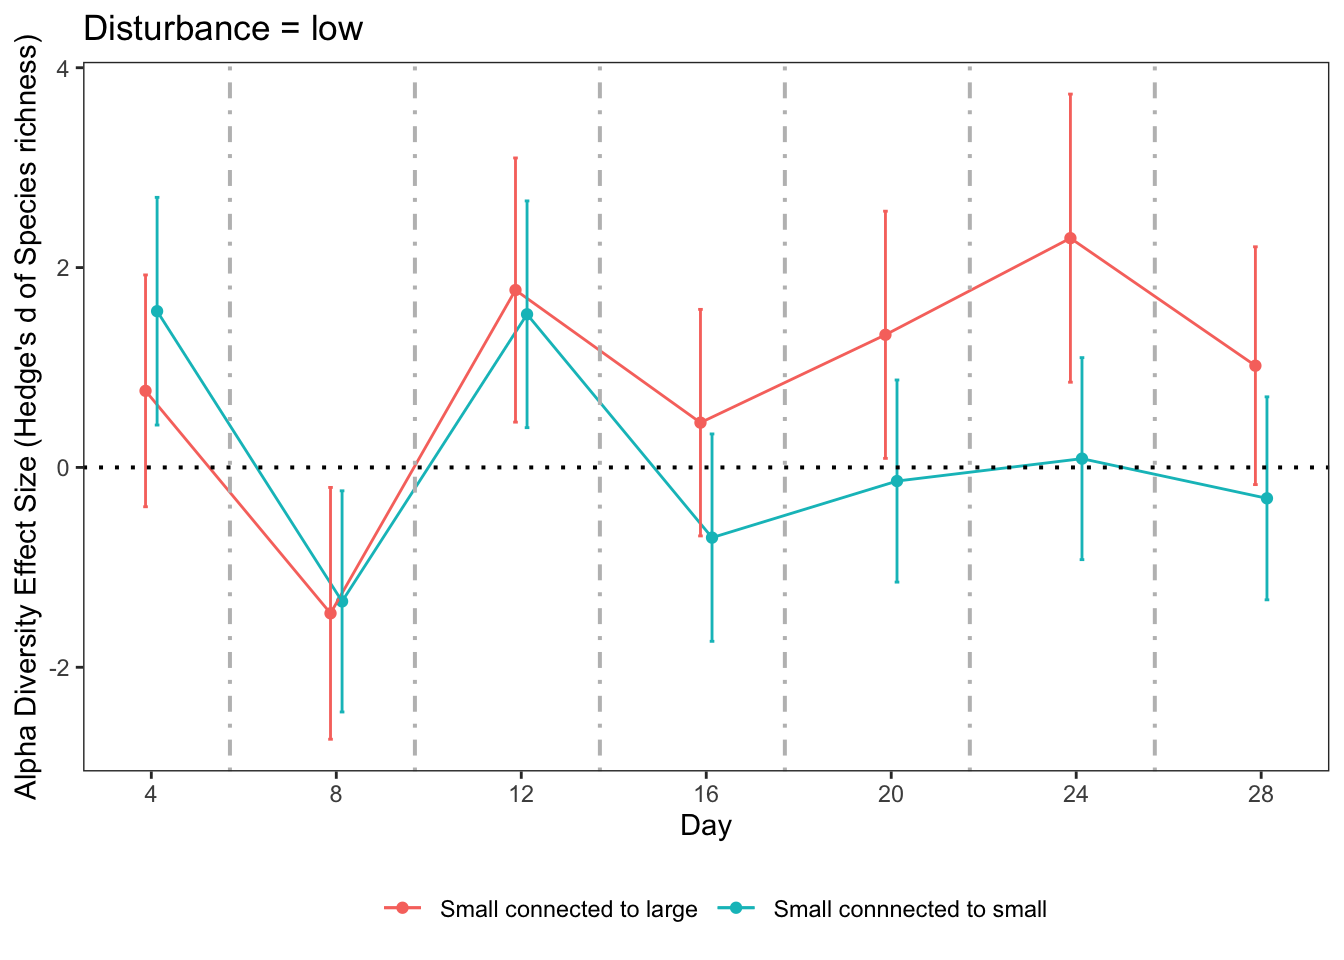 Disturbance = low
Alpha Diversity Effect Size (Hedge's d of Species richness)
4
2
0
-2
4 8 12 16 20 24 28
Day
Small connected to large Small connnected to small